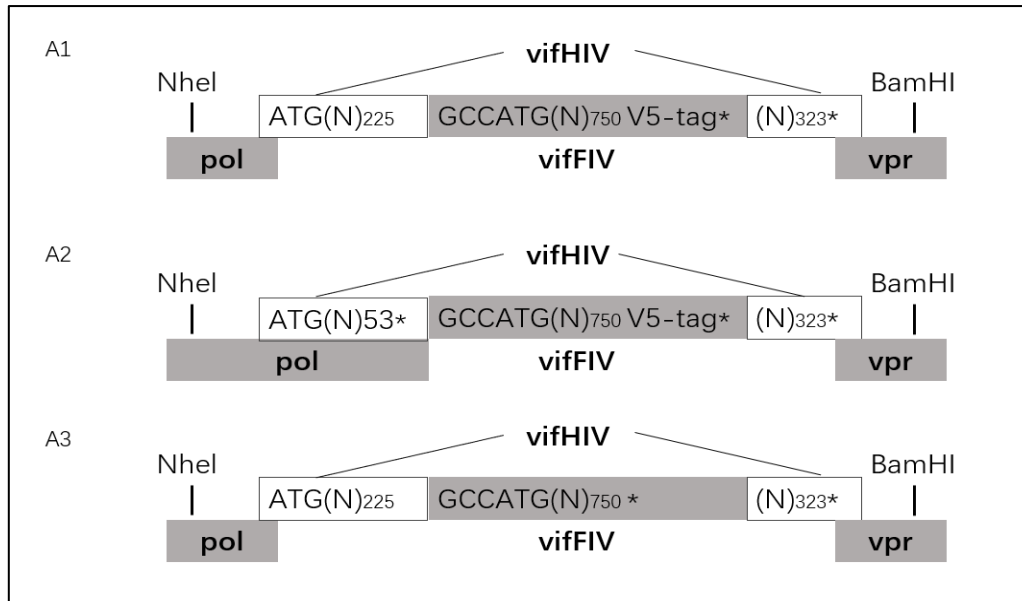 A1
vifHIV
NheI BamHI
ATG(N)225 GCCATG(N)750 V5-tag* (N)323*
pol vifFIV vpr
A2
vifHIV
NheI BamHI
ATG(N)53* GCCATG(N)750 V5-tag* (N)323*
pol vifFIV vpr
A3
vifHIV
NheI BamHI
ATG(N)225 GCCATG(N)750 * (N)323*
pol vifFIV vpr